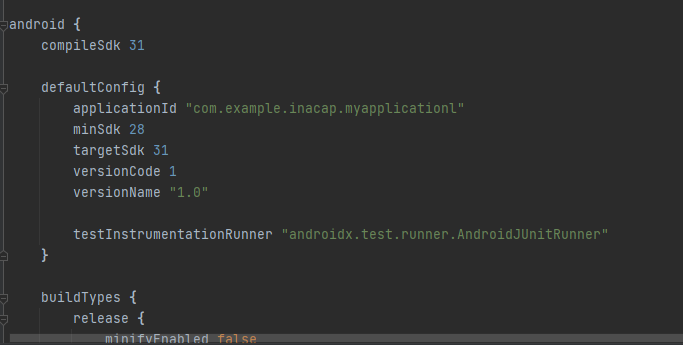 android {
compileSdk 31
defaultConfig {
applicationId "com.example.inacap.myapplicationl"
minSdk 28
targetSdk 31
versionCode 1
versionName "1.0"
testInstrumentationRunner "androidx.test.runner.AndroidJUnitRunner"
}
buildTypes {
release {
minifyEnabled false